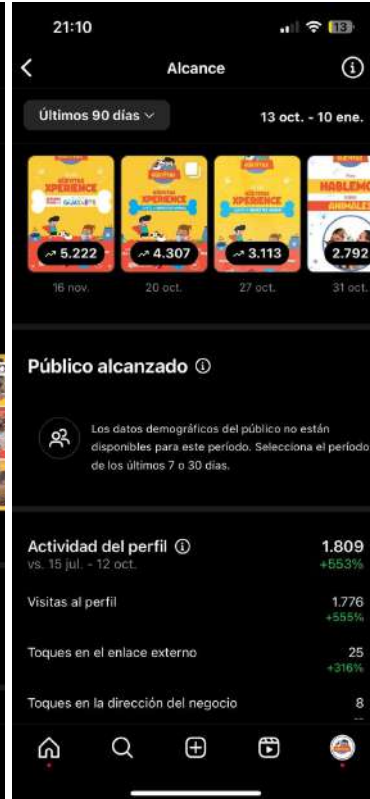 21:10
13
Alcance
Últimos 90 días
13 oct. - 10 ene.
XPERIENCE
5.222
16 nov.
XPERIENCE
4.307
20 oct.
XPERIENCE
3.113
27 oct.
HABLEMO
ANIMALES
2.792
31 oct.
Público alcanzado
Los datos demográficos del público no están
disponibles para este período. Selecciona el período
de los últimos 7 o 30 días.
Actividad del perfil
1.809
vs. 15 jul. - 12 oct.
+553%
Visitas al perfil
1.776
+555%
Toques en el enlace externo
25
+316%
Toques en la dirección del negocio
8
--